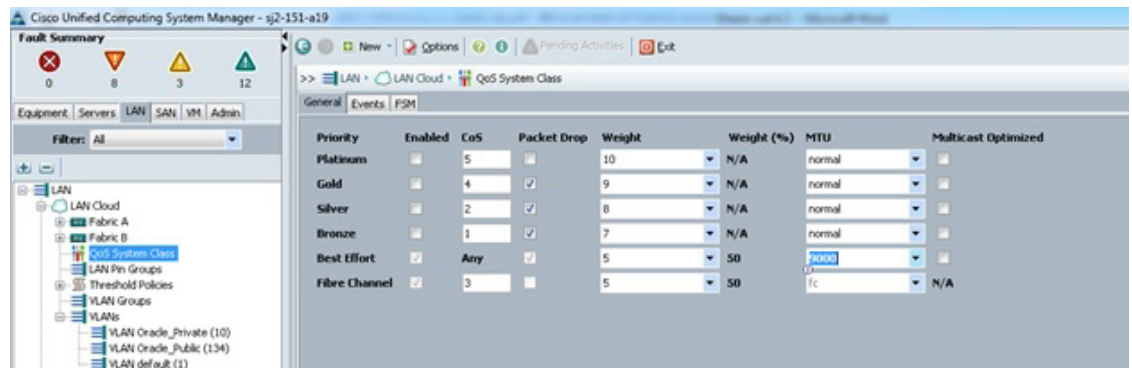 Cisco Unified Computing System Manager - sj2-151-a19
Fault Summary
0 8 3 12
New Options Pending Activities Exit
>> LAN LAN Cloud QoS System Class
Equipment Servers LAN SAN VM Admin
General Events FSM
Filter: All
Priority Enabled CoS Packet Drop Weight Weight (%) MTU Multicast Optimized
Platinum 5 10 N/A normal
Gold 4 9 N/A normal
Silver 2 8 N/A normal
Bronze 1 7 N/A normal
Best Effort Any 5 50 9000
Fibre Channel 3 5 50 fc N/A
LAN
LAN Cloud
Fabric A
Fabric B
QoS System Class
LAN Pin Groups
Threshold Policies
VLAN Groups
VLANs
VLAN Oracle_Private (10)
VLAN Oracle_Public (134)
VLAN default (1)